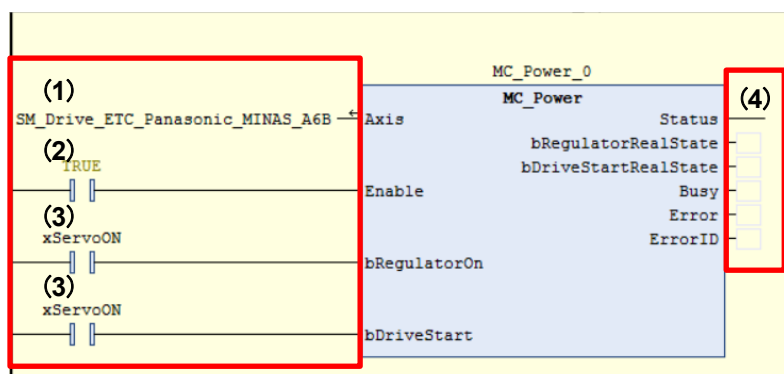 MC_Power_0
(1)
MC_Power
(4)
SM_Drive_ETC_Panasonic_MINAS_A6B
Axis
Status
(2)
bRegulatorRealState
TRUE
bDriveStartRealState
Enable
Busy
(3)
Error
xServoON
ErrorID
bRegulatorOn
(3)
xServoON
bDriveStart